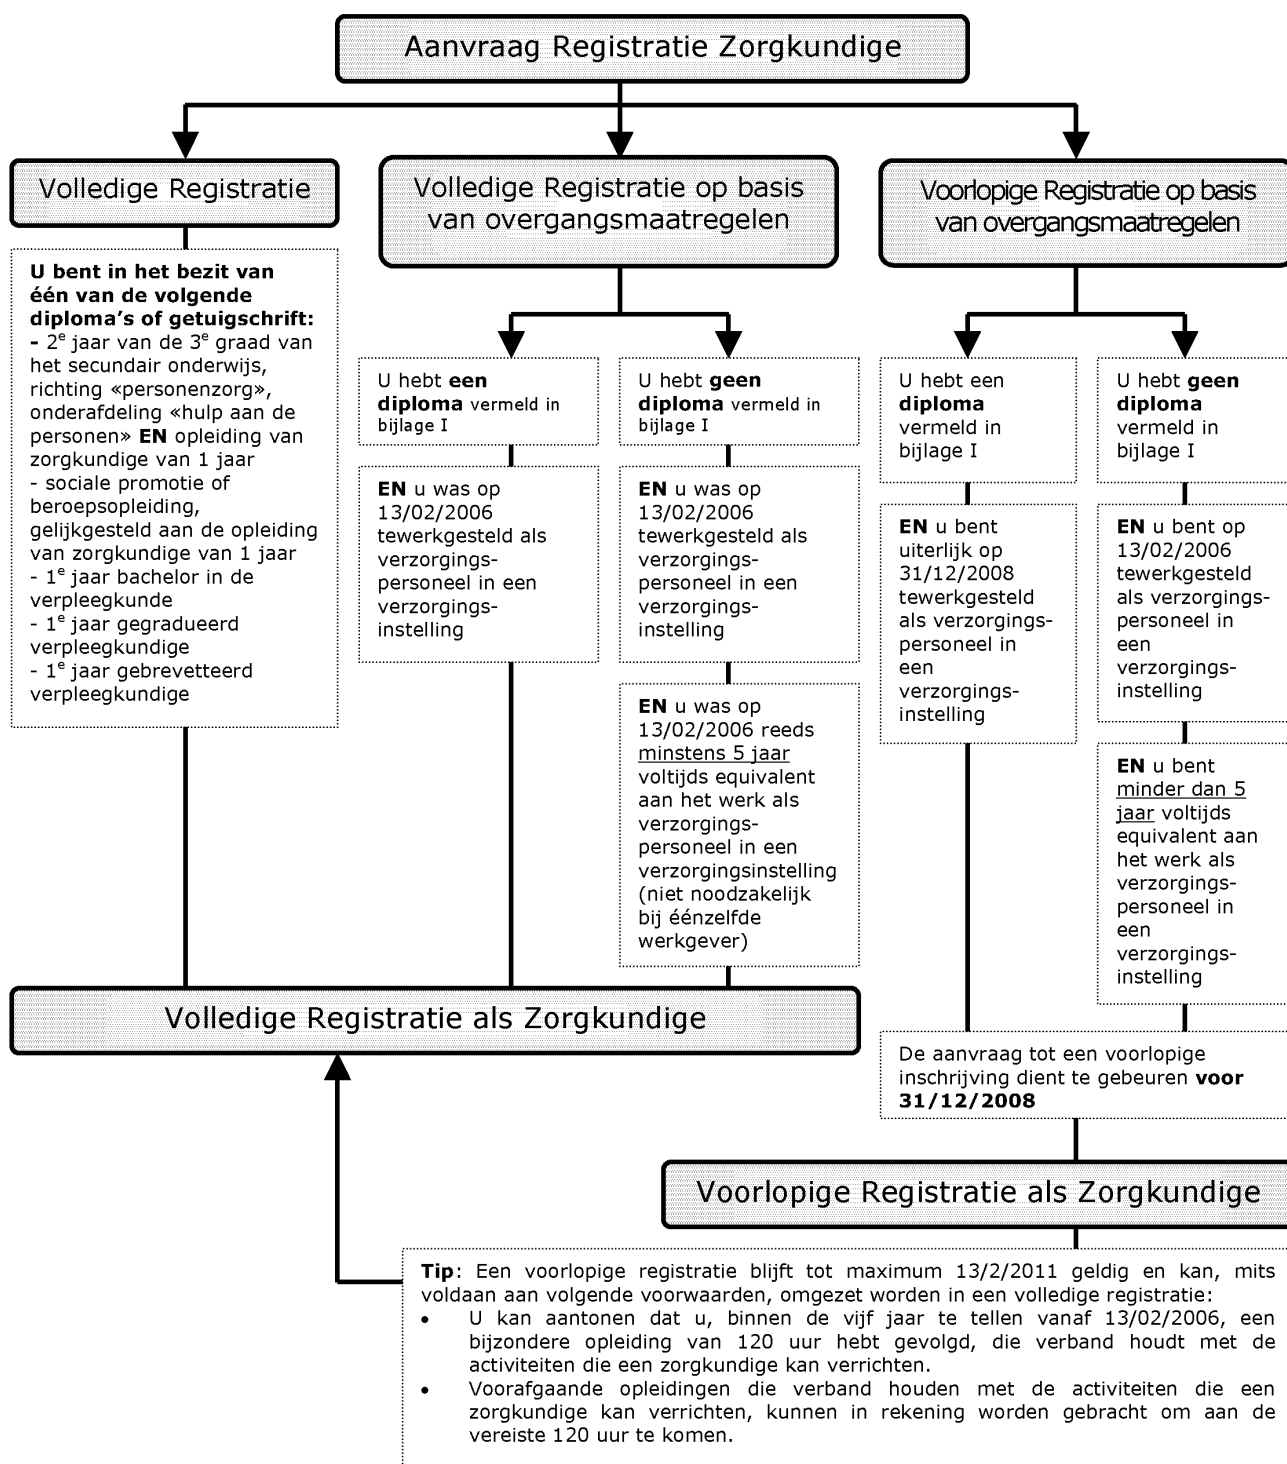 Aanvraag Registratie Zorgkundige
Volledige Registratie
U bent in het bezit van
één van de volgende
diploma's of getuigschrift:
- 2e jaar van de 3e graad van
het secundair onderwijs,
richting «personenzorg»,
onderafdeling «hulp aan de
personen» EN opleiding van
zorgkundige van 1 jaar
- sociale promotie of
beroepsopleiding,
gelijkgesteld aan de opleiding
van zorgkundige van 1 jaar
- 1e jaar bachelor in de
verpleegkunde
- 1e jaar gegradueerd
verpleegkundige
- 1e jaar gebrevetteerd
verpleegkundige
Volledige Registratie op basis
van overgangsmaatregelen
U hebt een
diploma vermeld in
bijlage I
EN u was op
13/02/2006
tewerkgesteld als
verzorgings-
personeel in een
verzorgings-
instelling
U hebt geen
diploma vermeld in
bijlage I
EN u was op
13/02/2006
tewerkgesteld als
verzorgings-
personeel in een
verzorgings-
instelling
EN u was op
13/02/2006 reeds
minstens 5 jaar
voltijds equivalent
aan het werk als
verzorgings-
personeel in een
verzorgingsinstelling
(niet noodzakelijk
bij éénzelfde
werkgever)
Voorlopige Registratie op basis
van overgangsmaatregelen
U hebt een
diploma
vermeld in
bijlage I
EN u bent
uiterlijk op
31/12/2008
tewerkgesteld
als verzorgings-
personeel in
een
verzorgings-
instelling
U hebt geen
diploma
vermeld in
bijlage I
EN u bent op
13/02/2006
tewerkgesteld
als verzorgings-
personeel in
een
verzorgings-
instelling
EN u bent
minder dan 5
jaar voltijds
equivalent aan
het werk als
verzorgings-
personeel in
een
verzorgings-
instelling
Volledige Registratie als Zorgkundige
De aanvraag tot een voorlopige
inschrijving dient te gebeuren voor
31/12/2008
Voorlopige Registratie als Zorgkundige
Tip: Een voorlopige registratie blijft tot maximum 13/2/2011 geldig en kan, mits
voldaan aan volgende voorwaarden, omgezet worden in een volledige registratie:
• U kan aantonen dat u, binnen de vijf jaar te tellen vanaf 13/02/2006, een
bijzondere opleiding van 120 uur hebt gevolgd, die verband houdt met de
activiteiten die een zorgkundige kan verrichten.
• Voorafgaande opleidingen die verband houden met de activiteiten die een
zorgkundige kan verrichten, kunnen in rekening worden gebracht om aan de
vereiste 120 uur te komen.